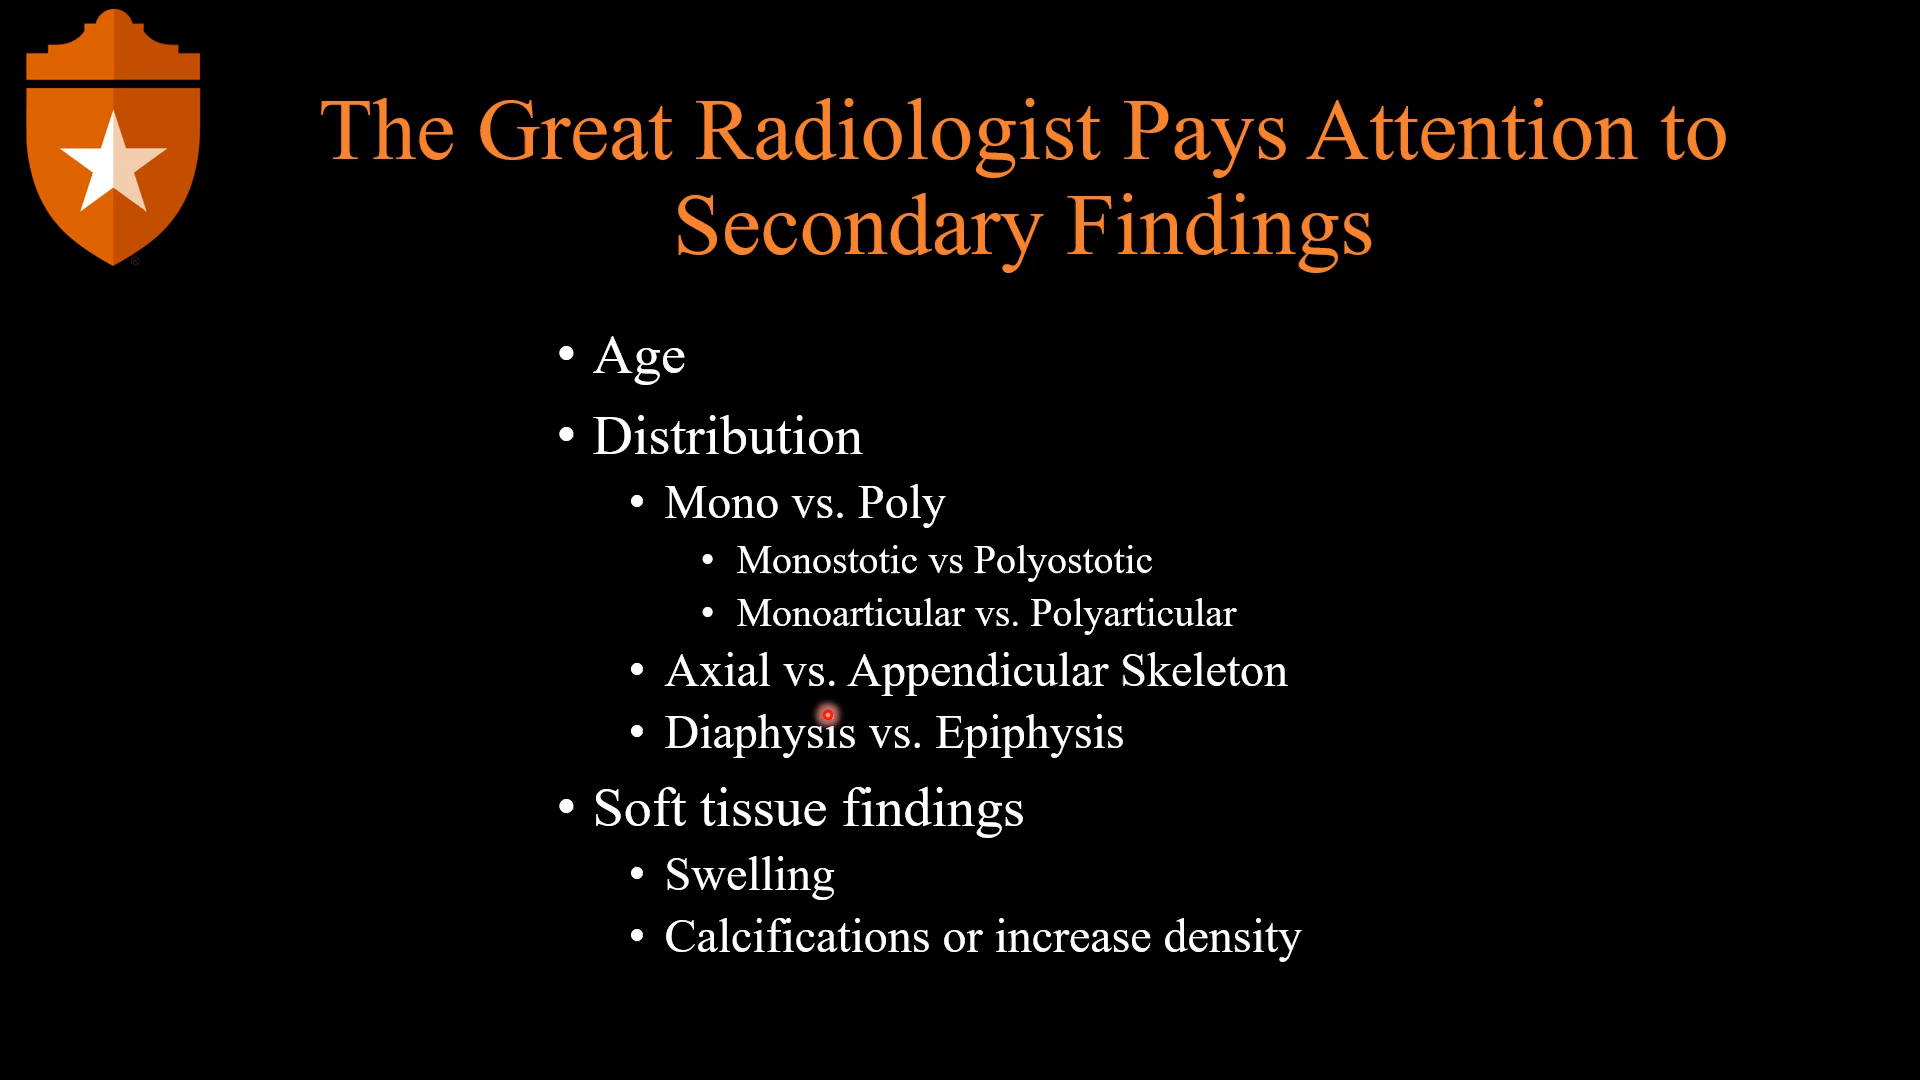 The Great Radiologist Pays Attention to
Secondary Findings
• Age
• Distribution
• Mono vs. Poly
• Monostotic vs Polyostotic
• Monoarticular vs. Polyarticular
• Axial vs. Appendicular Skeleton
• Diaphysis vs. Epiphysis
• Soft tissue findings
• Swelling
• Calcifications or increase density
®